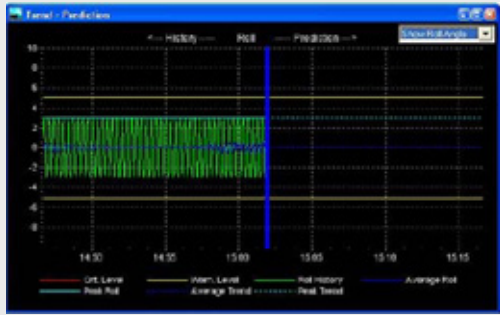 Trend - Prediction
<--- History ---- Roll ---- Prediction --->
Show Roll Angle
10
8
6
4
2
0
-2
-4
-6
-8
14:50 14:55 15:00 15:05 15:10 15:15
Crit. Level Warn. Level Roll History Average Roll
Peak Roll Average Trend Peak Trend